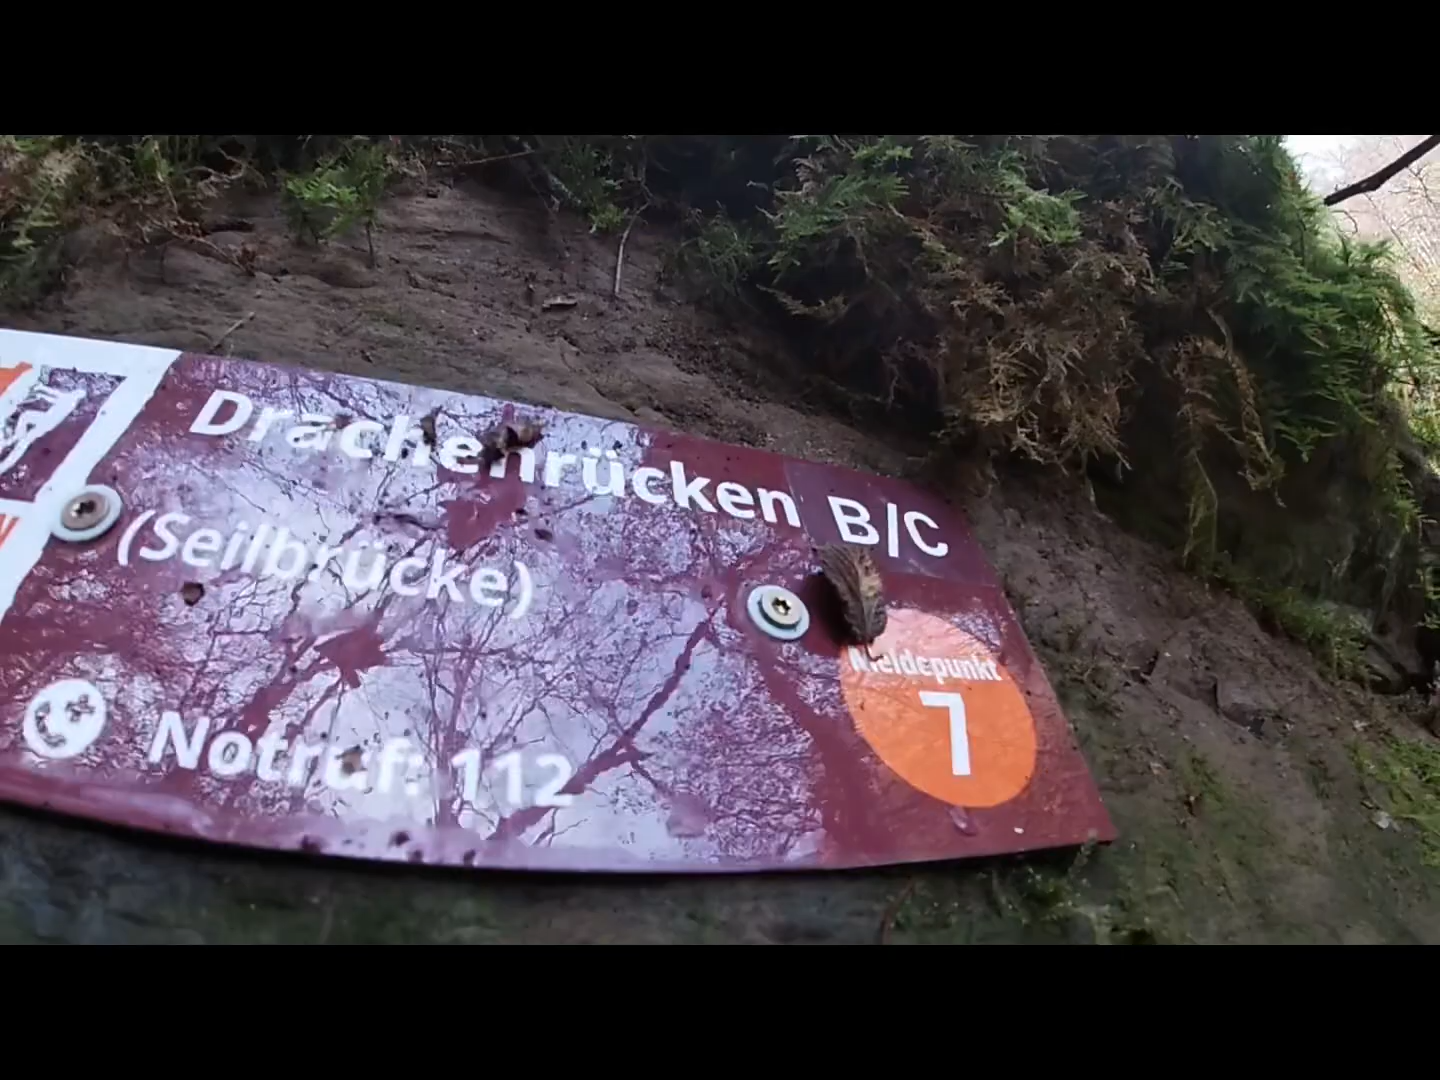 Drachenrücken B/C
(Seilbrücke)
Meldepunkt
7
Notruf: 112